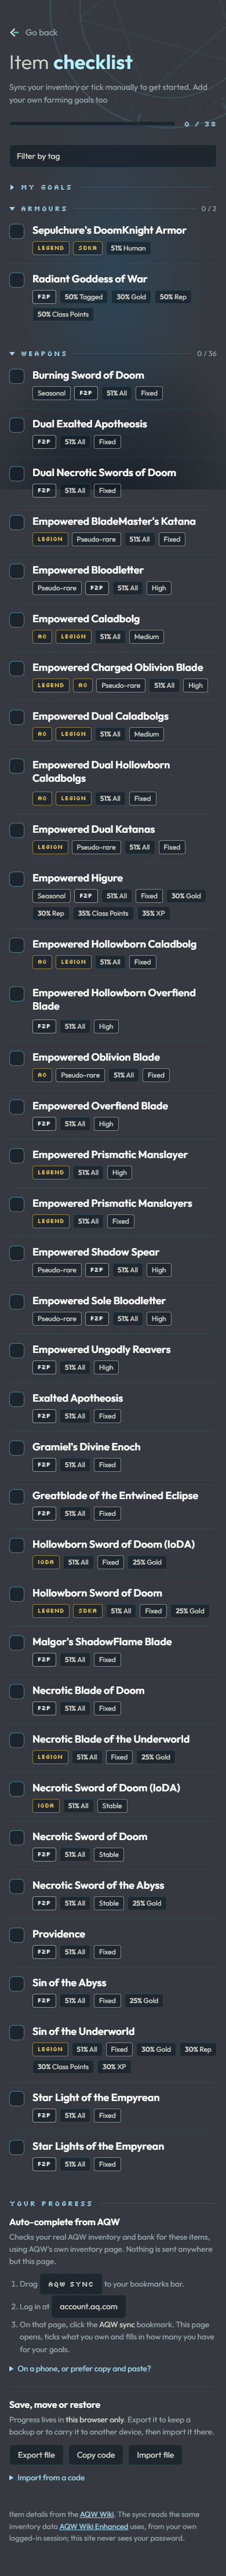 Go back
Item checklist
Sync your inventory or tick manually to get started. Add
your own farming goals too
0 / 38
Filter by tag
MY GOALS
ARMOURS 0 / 2
Sepulchure's DoomKnight Armor
LEGEND SDKA 51% Human
Radiant Goddess of War
F2P 50% Tagged 30% Gold 50% Rep
50% Class Points
WEAPONS 0 / 36
Burning Sword of Doom
Seasonal F2P 51% All Fixed
Dual Exalted Apotheosis
F2P 51% All Fixed
Dual Necrotic Swords of Doom
F2P 51% All Fixed
Empowered BladeMaster's Katana
LEGION Pseudo-rare 51% All Fixed
Empowered Bloodletter
Pseudo-rare F2P 51% All High
Empowered Caladbolg
AC LEGION 51% All Medium
Empowered Charged Oblivion Blade
LEGEND AC Pseudo-rare 51% All High
Empowered Dual Caladbolgs
AC LEGION 51% All Medium
Empowered Dual Hollowborn
Caladbolgs
AC LEGION 51% All Fixed
Empowered Dual Katanas
LEGION Pseudo-rare 51% All Fixed
Empowered Higure
Seasonal F2P 51% All Fixed 30% Gold
30% Rep 35% Class Points 35% XP
Empowered Hollowborn Caladbolg
AC LEGION 51% All Fixed
Empowered Hollowborn Overfiend
Blade
F2P 51% All High
Empowered Oblivion Blade
AC Pseudo-rare 51% All Fixed
Empowered Overfiend Blade
F2P 51% All High
Empowered Prismatic Manslayer
LEGEND 51% All High
Empowered Prismatic Manslayers
LEGEND 51% All Fixed
Empowered Shadow Spear
Pseudo-rare F2P 51% All High
Empowered Sole Bloodletter
Pseudo-rare F2P 51% All High
Empowered Ungodly Reavers
F2P 51% All High
Exalted Apotheosis
F2P 51% All Fixed
Gramiel's Divine Enoch
F2P 51% All Fixed
Greatblade of the Entwined Eclipse
F2P 51% All Fixed
Hollowborn Sword of Doom (IoDA)
IODA 51% All Fixed 25% Gold
Hollowborn Sword of Doom
LEGEND SDKA 51% All Fixed 25% Gold
Malgor's ShadowFlame Blade
F2P 51% All Fixed
Necrotic Blade of Doom
F2P 51% All Fixed
Necrotic Blade of the Underworld
LEGION 51% All Fixed 25% Gold
Necrotic Sword of Doom (IoDA)
IODA 51% All Stable
Necrotic Sword of Doom
F2P 51% All Stable
Necrotic Sword of the Abyss
F2P 51% All Stable 25% Gold
Providence
F2P 51% All Fixed
Sin of the Abyss
F2P 51% All Fixed 25% Gold
Sin of the Underworld
LEGION 51% All Fixed 30% Gold 30% Rep
30% Class Points 30% XP
Star Light of the Empyrean
F2P 51% All Fixed
Star Lights of the Empyrean
F2P 51% All Fixed
YOUR PROGRESS
Auto-complete from AQW
Checks your real AQW inventory and bank for these items,
using AQW's own inventory page. Nothing is sent anywhere
but this page.
1. Drag AQW SYNC to your bookmarks bar.
2. Log in at account.aq.com
3. On that page, click the AQW sync bookmark. This page
opens, ticks what you own and fills in how many you have
for your goals.
On a phone, or prefer copy and paste?
Save, move or restore
Progress lives in this browser only. Export it to keep a
backup or to carry it to another device, then import it there.
Export file Copy code Import file
Import from a code
Item details from the AQW Wiki. The sync reads the same
inventory data AQW Wiki Enhanced uses, from your own
logged-in session; this site never sees your password.